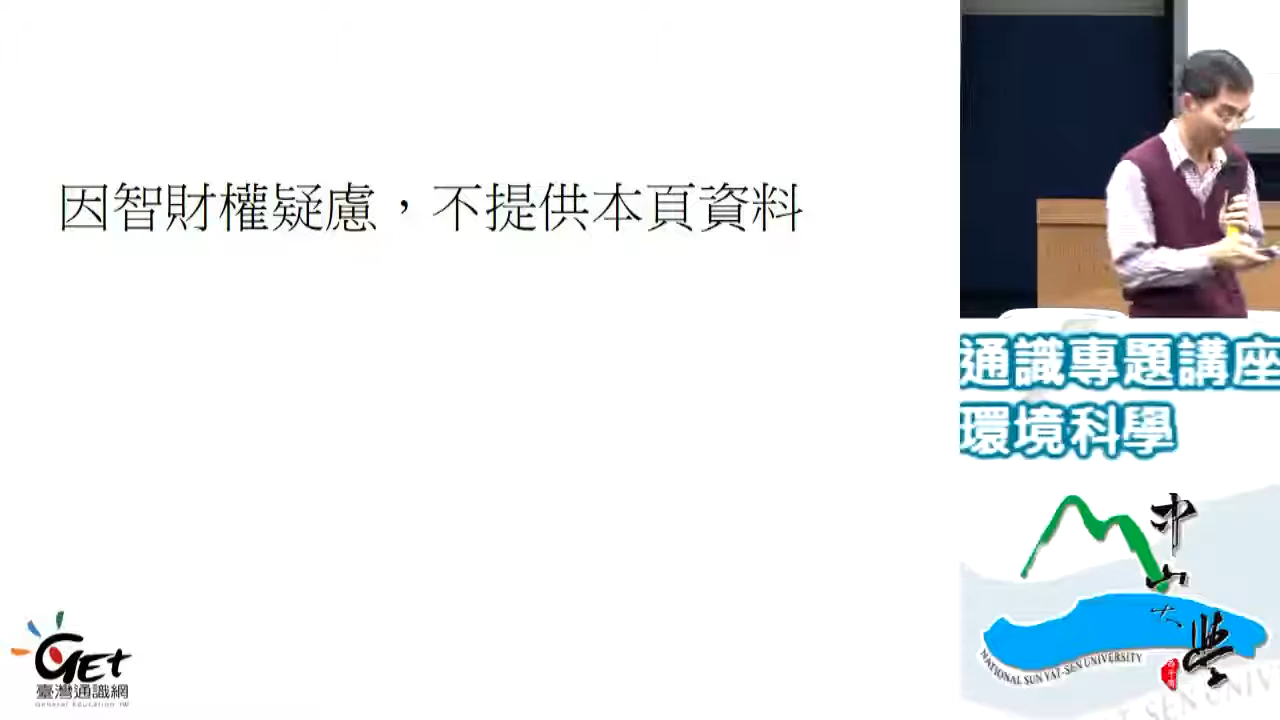 因智財權疑慮，不提供本頁資料
通識專題講座
環境科學
中山大學
NATIONAL SUN YAT-SEN UNIVERSITY
T-SEN UNIV
GET
臺灣通識網
General Education TW